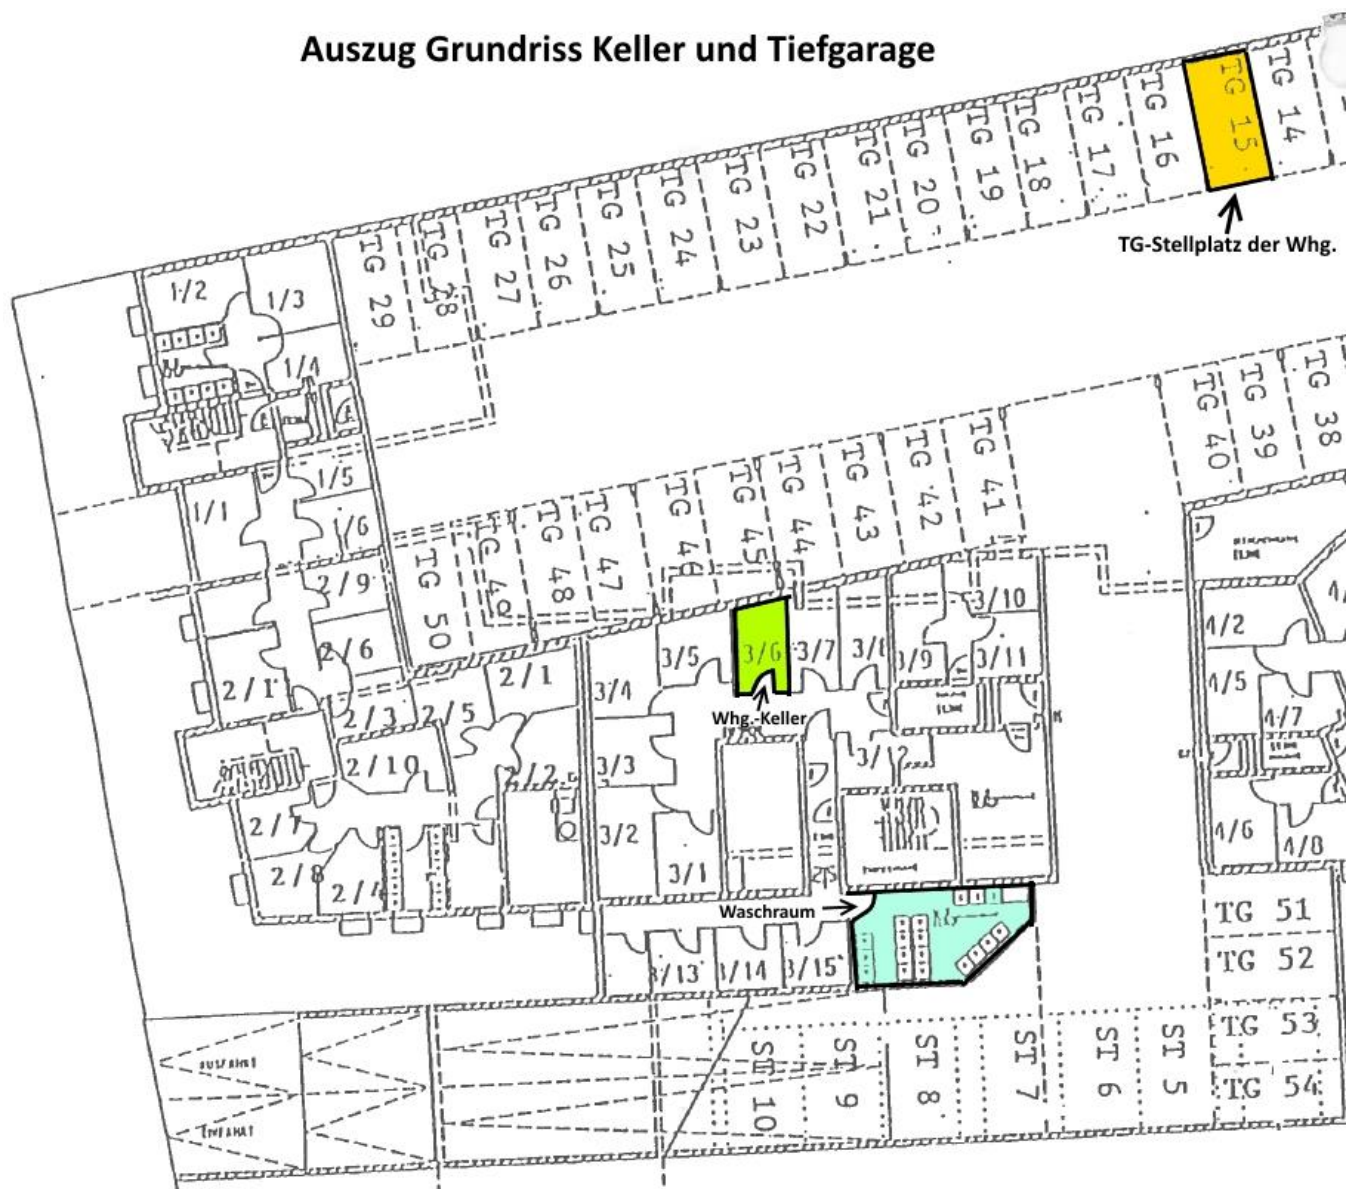 Auszug Grundriss Keller und Tiefgarage
TG 14
TG 15
TG 16
TG 17
TG 18
TG 19
TG 20
TG 21
TG 22
TG 23
TG 24
TG 25
TG 26
TG 27
TG 28
TG 29
TG-Stellplatz der Whg.
1/2
1/3
1/4
1/5
1/1
1/6
TG 38
TG 39
TG 40
TG 41
TG 42
TG 43
TG 44
TG 45
TG 46
TG 47
TG 48
TG 50
2/9
2/6
2/1
2/3
2/5
2/1
2/10
2/2
2/7
2/8
3/5
3/6
3/7
3/9
3/10
3/11
3/4
3/3
3/2
3/1
3/12
Whg.-Keller
4/2
4/5
4/7
4/6
4/8
Waschraum
3/13
3/14
3/15
TG 51
TG 52
TG 53
TG 54
ST 10
ST 9
ST 8
ST 7
ST 6
ST 5
AUSFAHRT
EINFAHRT